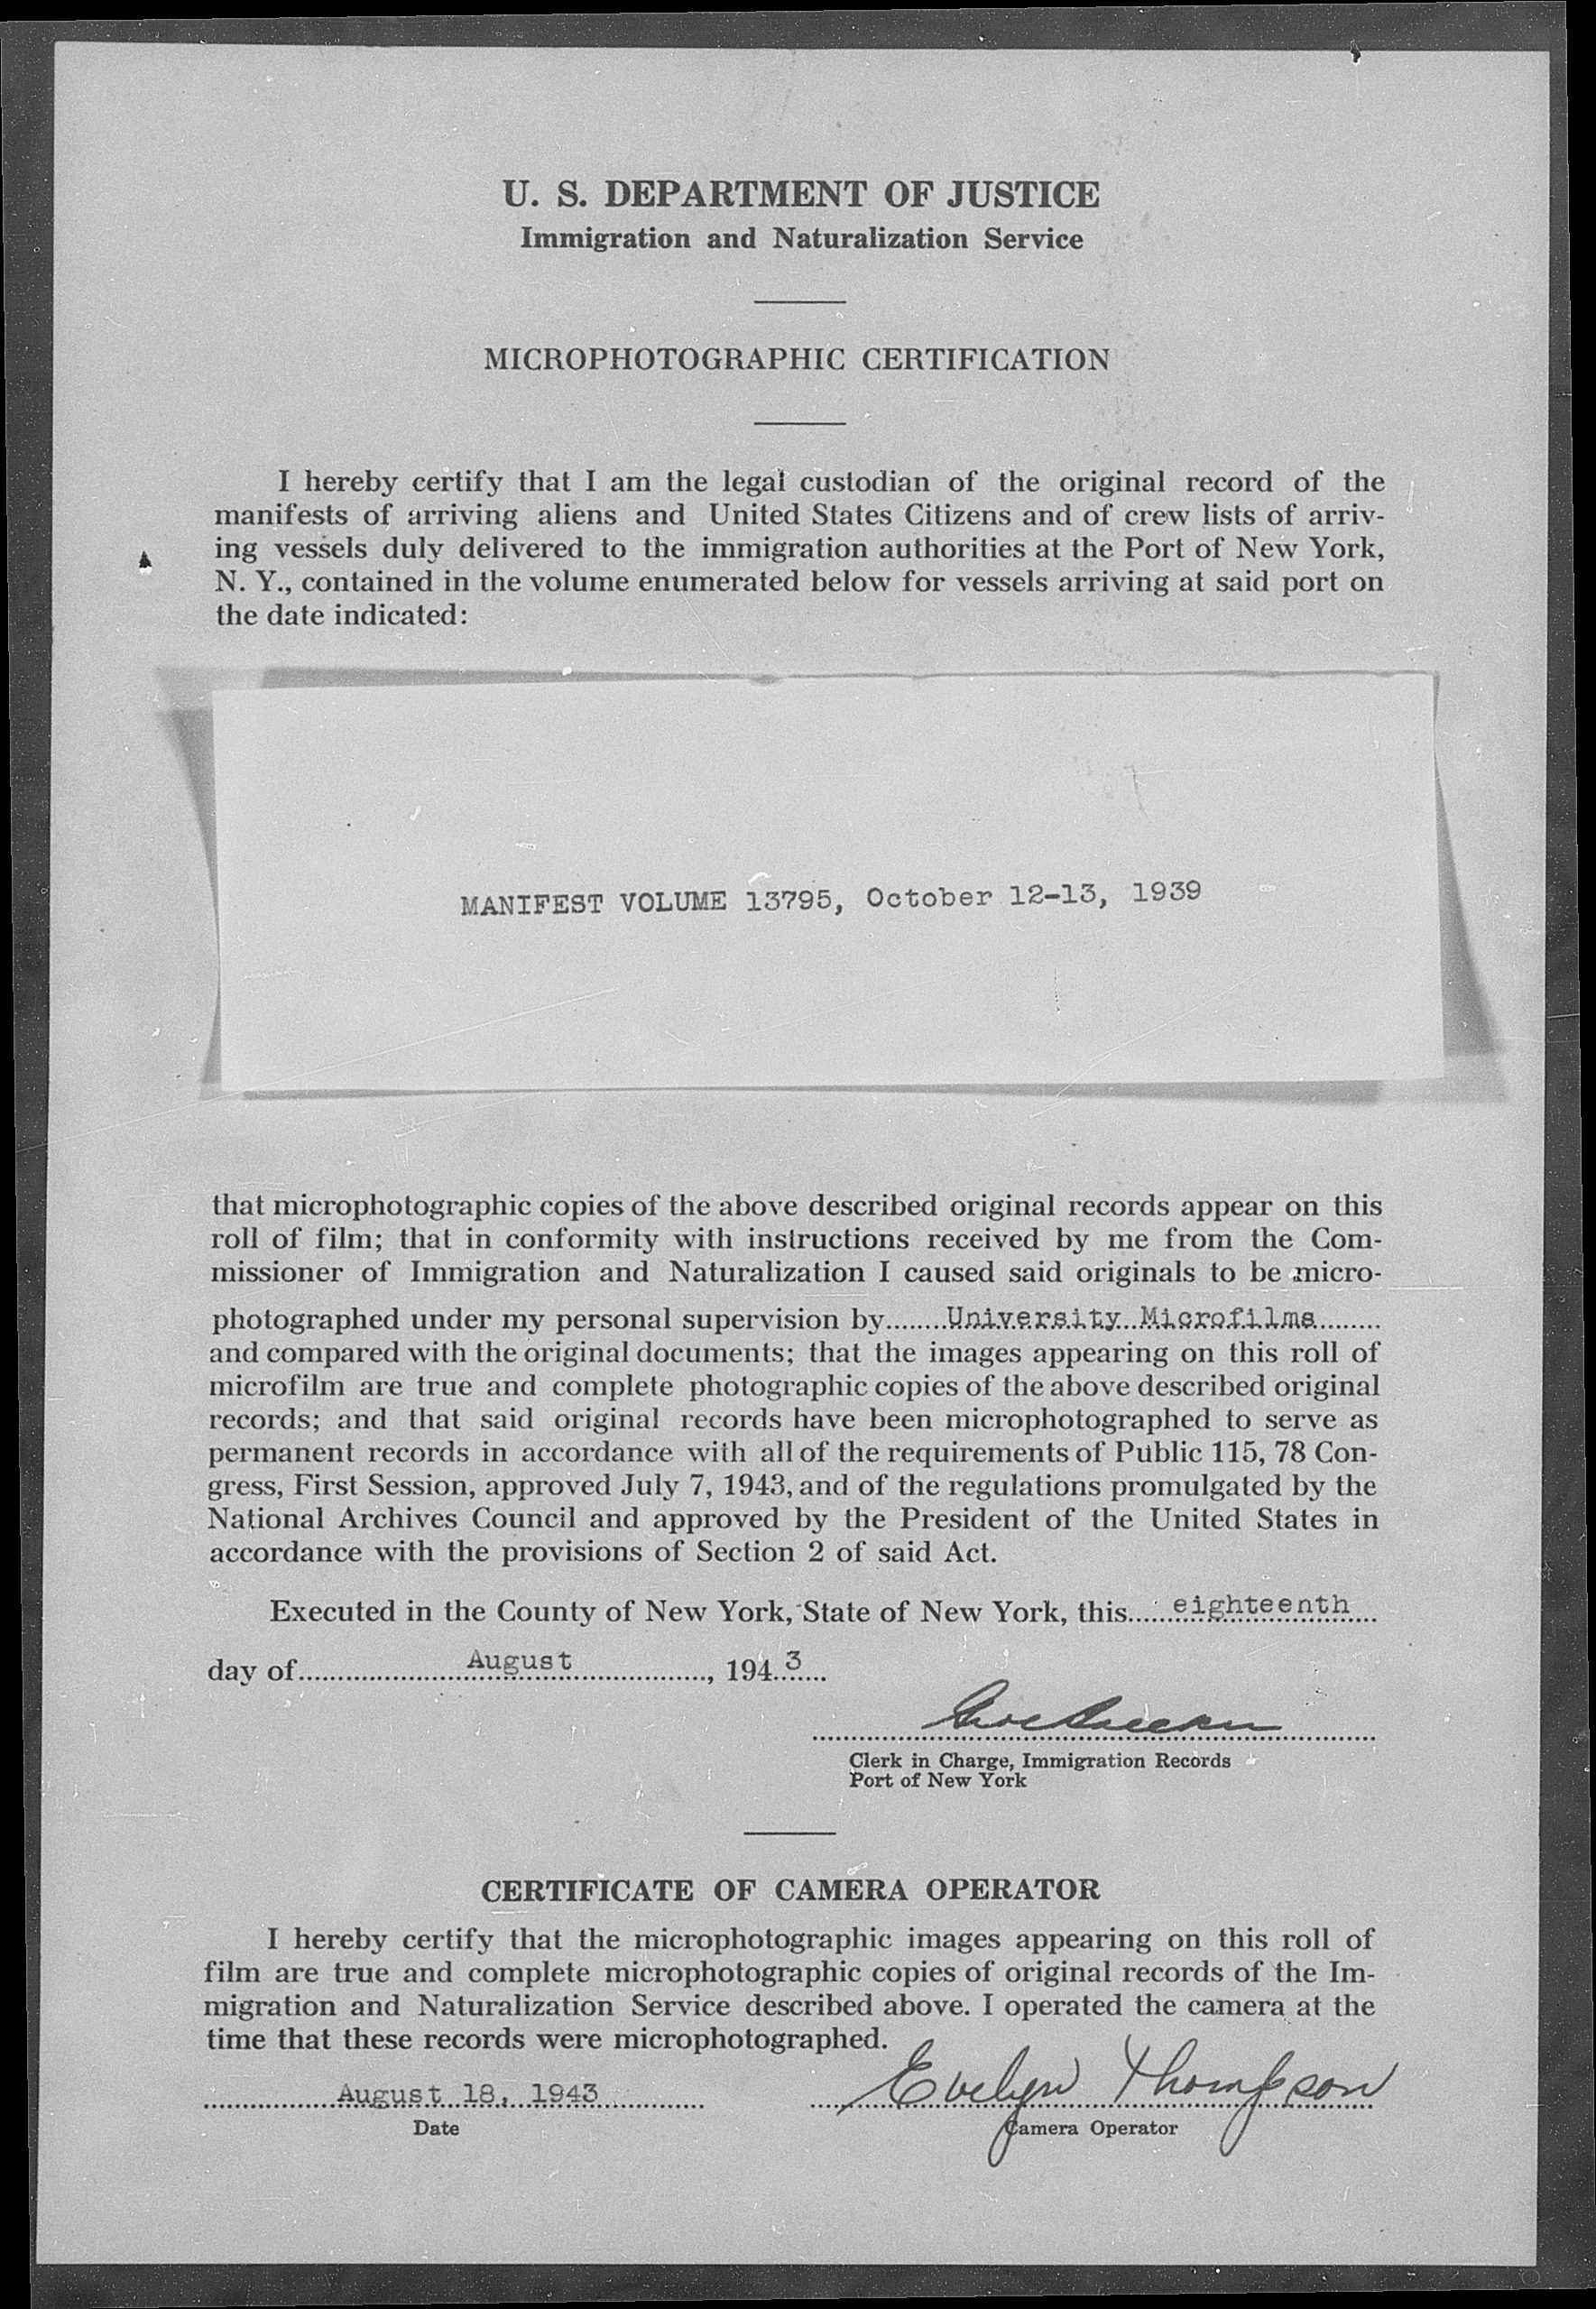 U. S. DEPARTMENT OF JUSTICE
Immigration and Naturalization Service
MICROPHOTOGRAPHIC CERTIFICATION
I hereby certify that I am the legal custodian of the original record of the
manifests of arriving aliens and United States Citizens and of crew lists of arriv-
ing vessels duly delivered to the immigration authorities at the Port of New York,
N. Y., contained in the volume enumerated below for vessels arriving at said port on
the date indicated:
MANIFEST VOLUME 13795, October 12-13, 1939
that microphotographic copies of the above described original records appear on this
roll of film; that in conformity with instructions received by me from the Com-
missioner of Immigration and Naturalization I caused said originals to be micro-
photographed under my personal supervision by University Microfilms
and compared with the original documents; that the images appearing on this roll of
microfilm are true and complete photographic copies of the above described original
records; and that said original records have been microphotographed to serve as
permanent records in accordance with all of the requirements of Public 115, 78 Con-
gress, First Session, approved July 7, 1943, and of the regulations promulgated by the
National Archives Council and approved by the President of the United States in
accordance with the provisions of Section 2 of said Act.
Executed in the County of New York, State of New York, this eighteenth
day of August, 1943
Clerk in Charge, Immigration Records
Port of New York
CERTIFICATE OF CAMERA OPERATOR
I hereby certify that the microphotographic images appearing on this roll of
film are true and complete microphotographic copies of original records of the Im-
migration and Naturalization Service described above. I operated the camera at the
time that these records were microphotographed.
August 18, 1943 Evelyn Thompson
Date Camera Operator